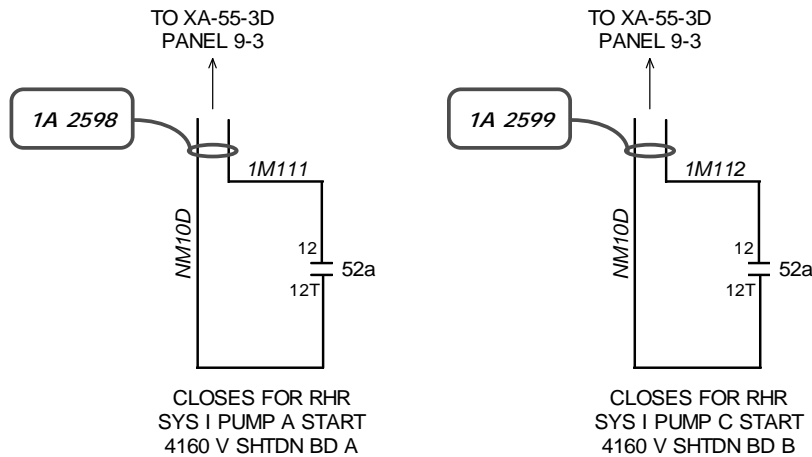 TO XA-55-3D
PANEL 9-3
1A 2598
1M111
NM10D
12
52a
12T
CLOSES FOR RHR
SYS I PUMP A START
4160 V SHTDN BD A
TO XA-55-3D
PANEL 9-3
1A 2599
1M112
NM10D
12
52a
12T
CLOSES FOR RHR
SYS I PUMP C START
4160 V SHTDN BD B